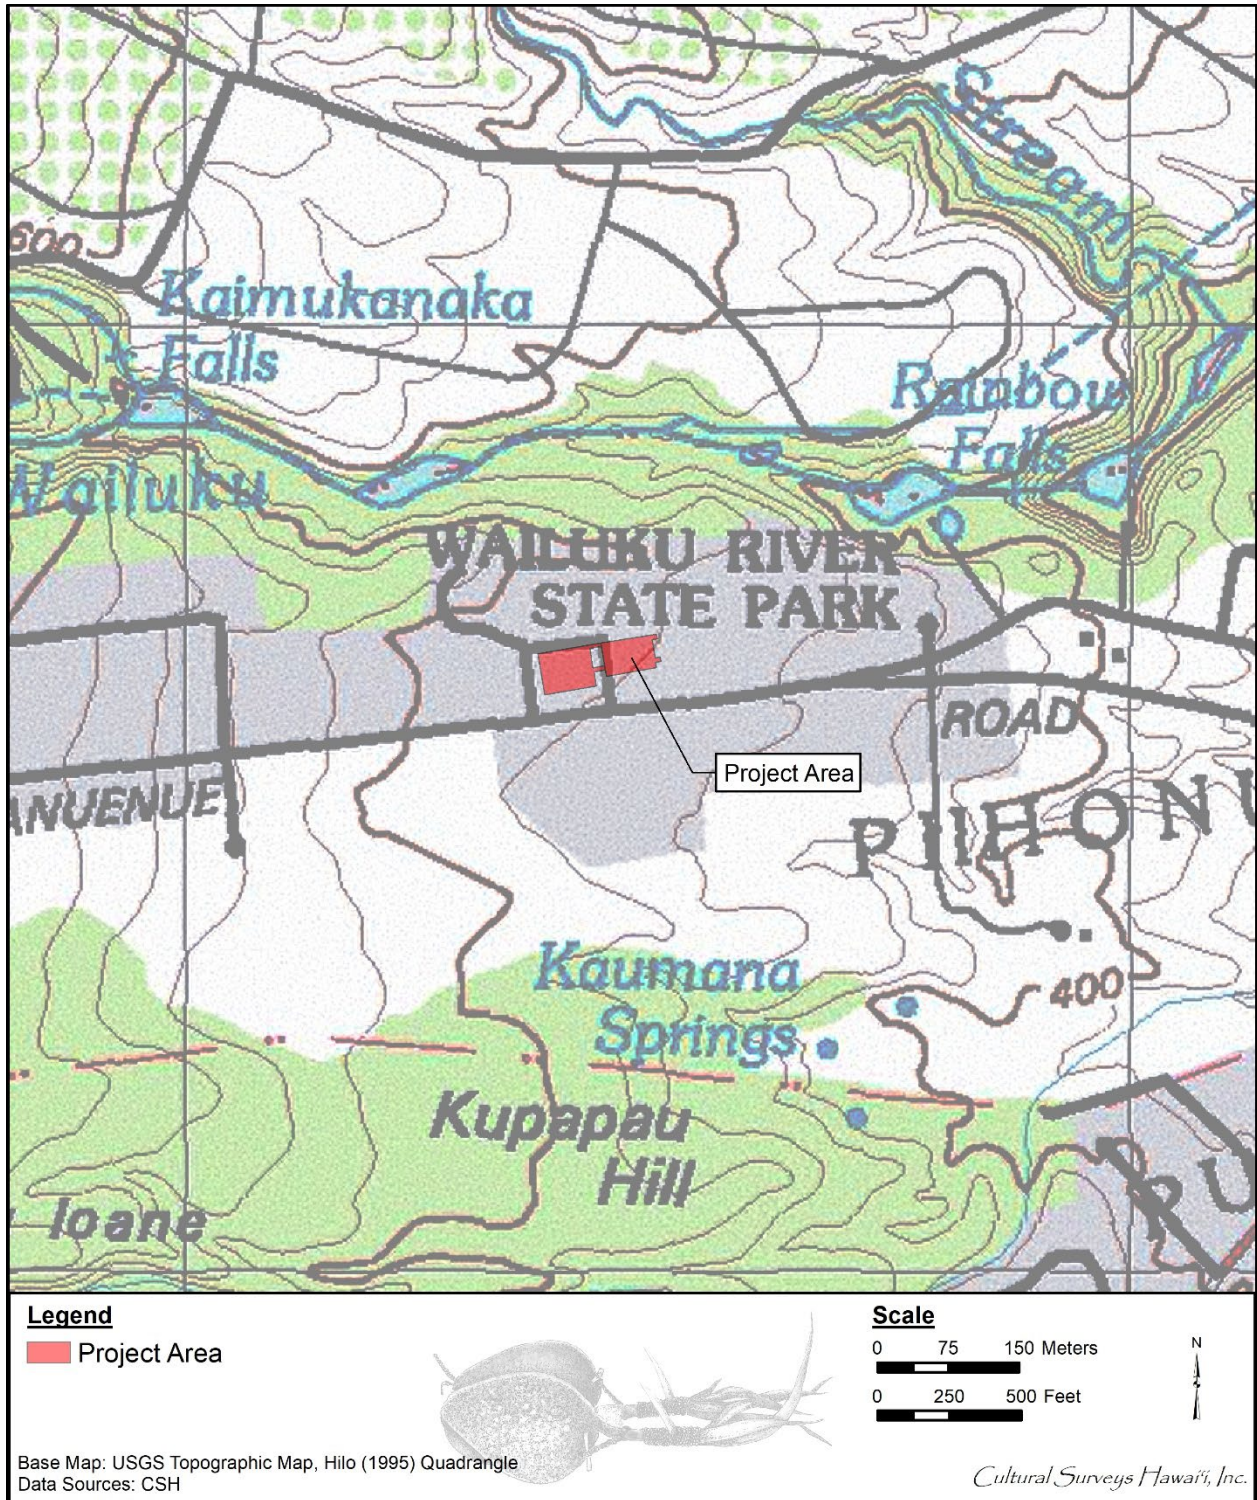 Stream
600
Kaimukanaka
Falls
Rainbow
Falls
Wailuku
WAILUKU RIVER
STATE PARK
ROAD
Project Area
ANUENUE
PIIHONU
Kaumana
Springs
400
Kupapau
Hill
Ioane
PU
Legend
Project Area
Scale
0 75 150 Meters
0 250 500 Feet
N
Base Map: USGS Topographic Map, Hilo (1995) Quadrangle
Data Sources: CSH
Cultural Surveys Hawai‘i, Inc.